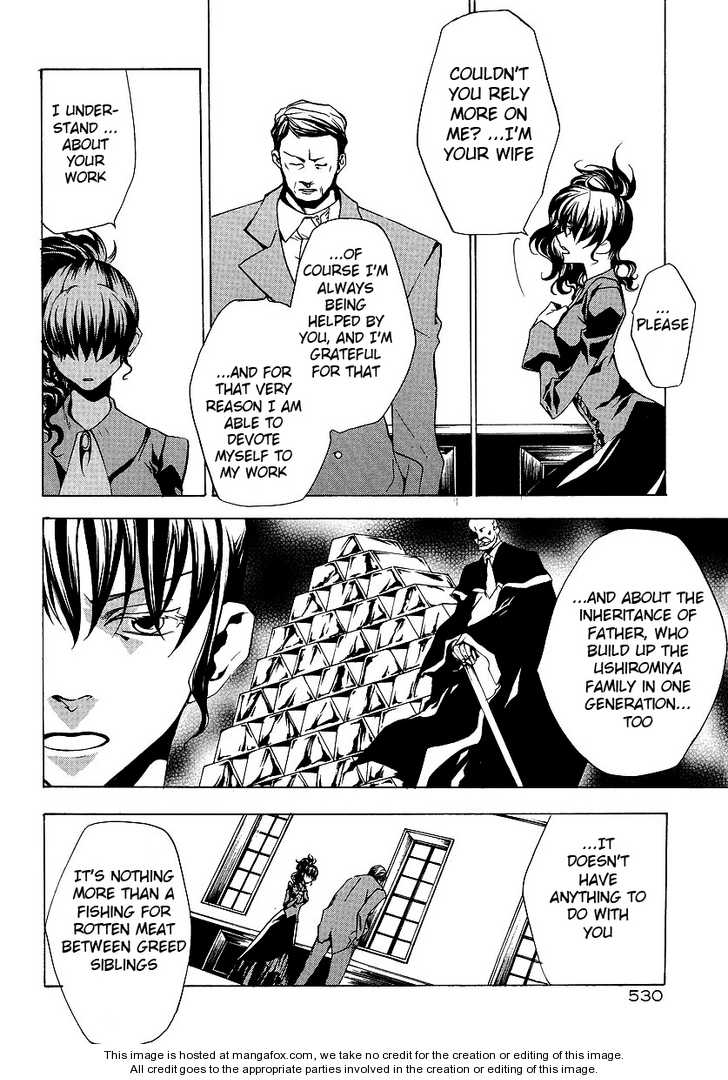 ... PLEASE
COULDN'T
YOU RELY
MORE ON
ME? ...I'M
YOUR WIFE
...OF
COURSE I'M
ALWAYS
BEING
HELPED BY
YOU, AND I'M
GRATEFUL
FOR THAT
...AND FOR
THAT VERY
REASON I AM
ABLE TO
DEVOTE
MYSELF TO
MY WORK
I UNDER-
STAND ...
ABOUT
YOUR
WORK
...AND ABOUT THE
INHERITANCE OF
FATHER, WHO
BUILD UP THE
USHIROMIYA
FAMILY IN ONE
GENERATION...
TOO
...IT
DOESN'T
HAVE
ANYTHING TO
DO WITH
YOU
IT'S NOTHING
MORE THAN A
FISHING FOR
ROTTEN MEAT
BETWEEN GREED
SIBLINGS
530
This image is hosted at mangafox.com, we take no credit for the creation or editing of this image.
All credit goes to the appropriate parties involved in the creation or editing of this image.